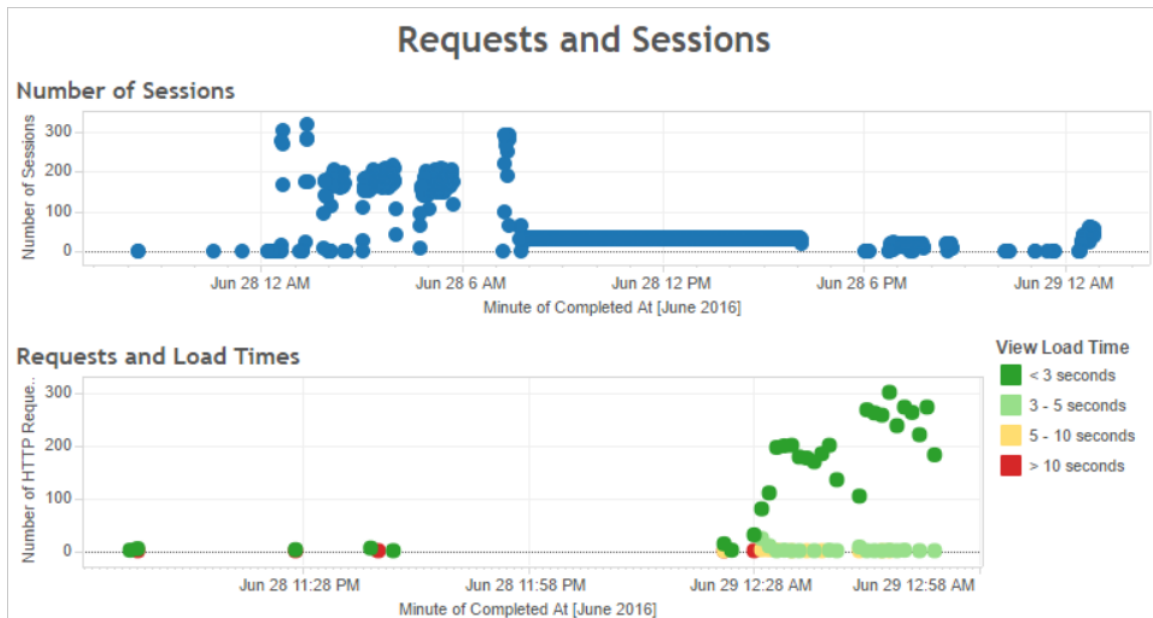 Requests and Sessions
Number of Sessions
Number of Sessions
300
200
100
0
Jun 28 12 AM
Jun 28 6 AM
Jun 28 12 PM
Jun 28 6 PM
Jun 29 12 AM
Minute of Completed At [June 2016]
Requests and Load Times
Number of HTTP Reque..
300
200
100
0
Jun 28 11:28 PM
Jun 28 11:58 PM
Jun 29 12:28 AM
Jun 29 12:58 AM
Minute of Completed At [June 2016]
View Load Time
< 3 seconds
3 - 5 seconds
5 - 10 seconds
> 10 seconds